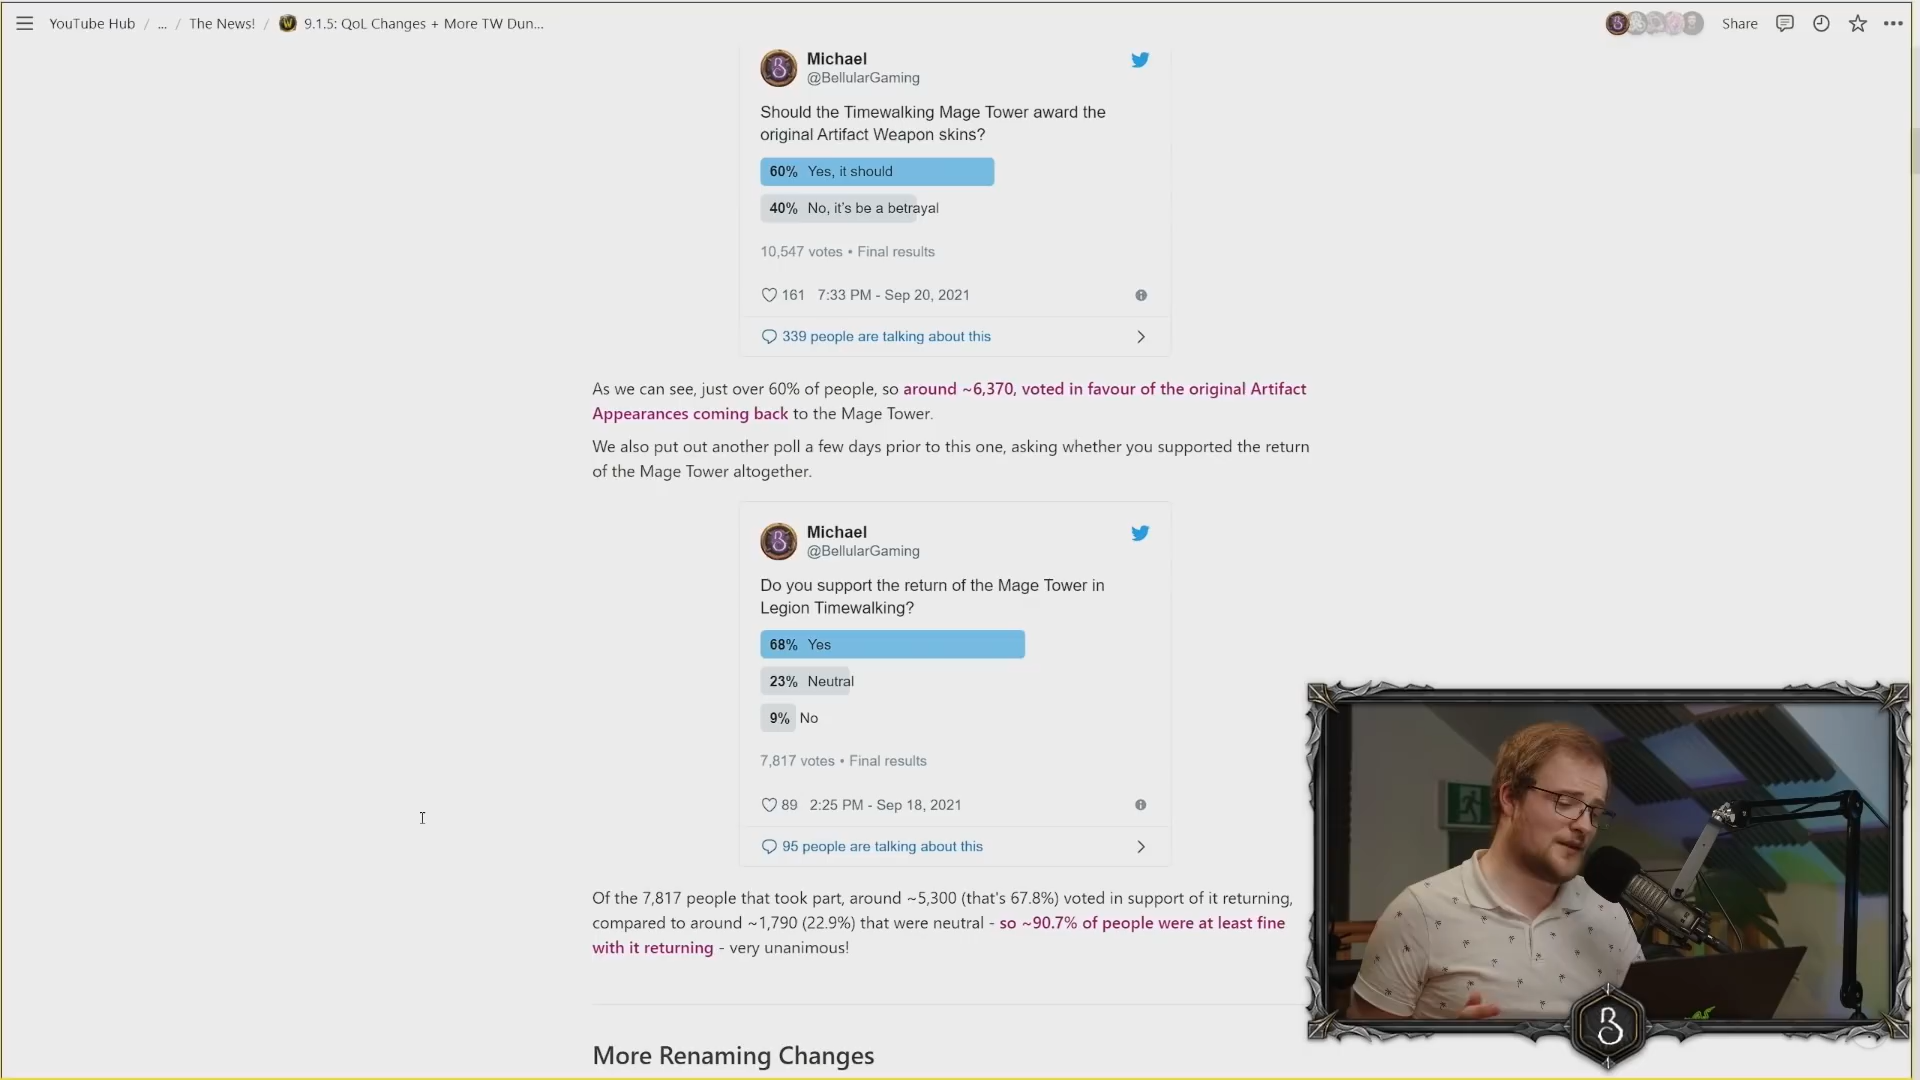 YouTube Hub / ... / The News! / 9.1.5: QoL Changes + More TW Dun...
Share
Michael
@BellularGaming
Should the Timewalking Mage Tower award the
original Artifact Weapon skins?
60% Yes, it should
40% No, it's be a betrayal
10,547 votes • Final results
161 7:33 PM - Sep 20, 2021
339 people are talking about this
As we can see, just over 60% of people, so around ~6,370, voted in favour of the original Artifact
Appearances coming back to the Mage Tower.
We also put out another poll a few days prior to this one, asking whether you supported the return
of the Mage Tower altogether.
Michael
@BellularGaming
Do you support the return of the Mage Tower in
Legion Timewalking?
68% Yes
23% Neutral
9% No
7,817 votes • Final results
89 2:25 PM - Sep 18, 2021
95 people are talking about this
Of the 7,817 people that took part, around ~5,300 (that's 67.8%) voted in support of it returning,
compared to around ~1,790 (22.9%) that were neutral - so ~90.7% of people were at least fine
with it returning - very unanimous!
More Renaming Changes
B